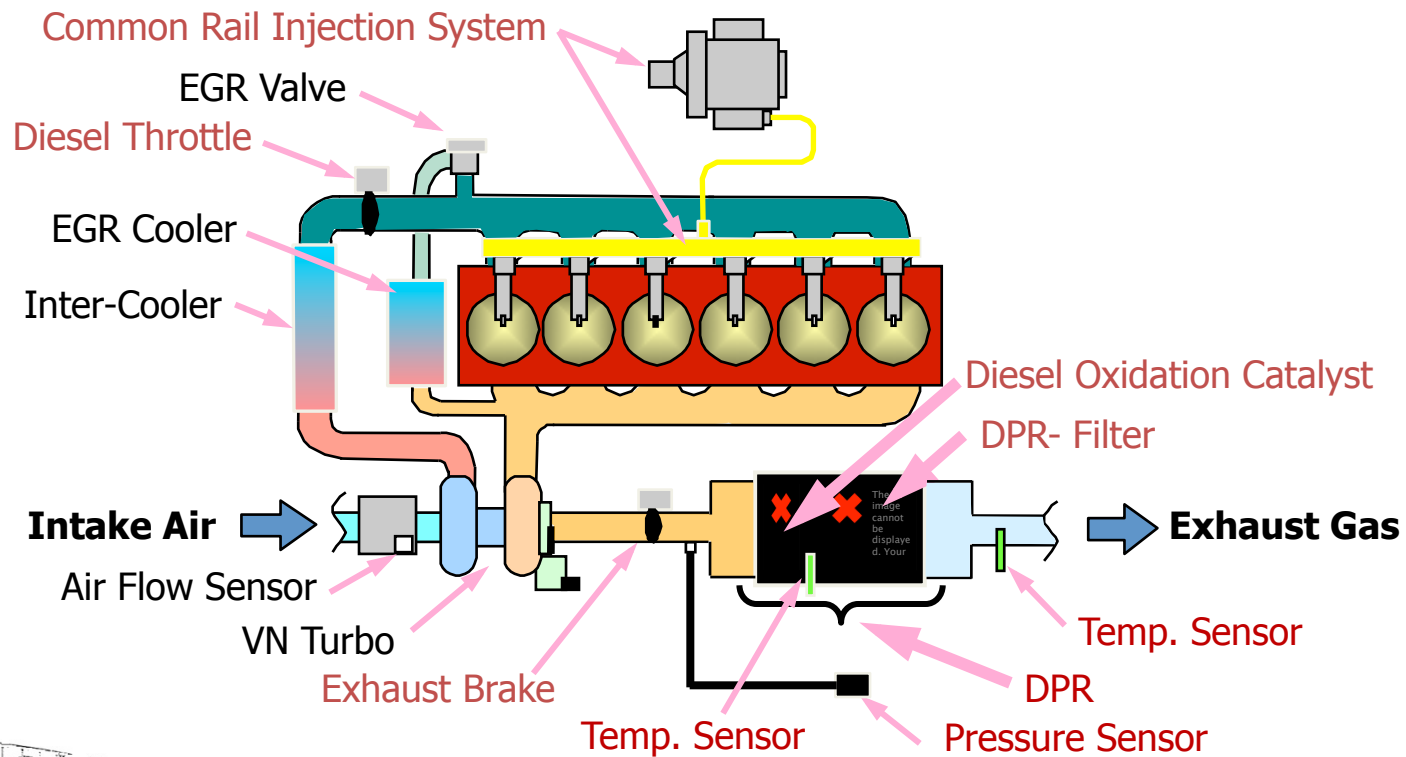 Common Rail Injection System
EGR Valve
Diesel Throttle
EGR Cooler
Inter-Cooler
Diesel Oxidation Catalyst
DPR- Filter
The
image
cannot
be
displaye
d. Your
Intake Air
Exhaust Gas
Air Flow Sensor
VN Turbo
Temp. Sensor
Exhaust Brake
DPR
Temp. Sensor
Pressure Sensor